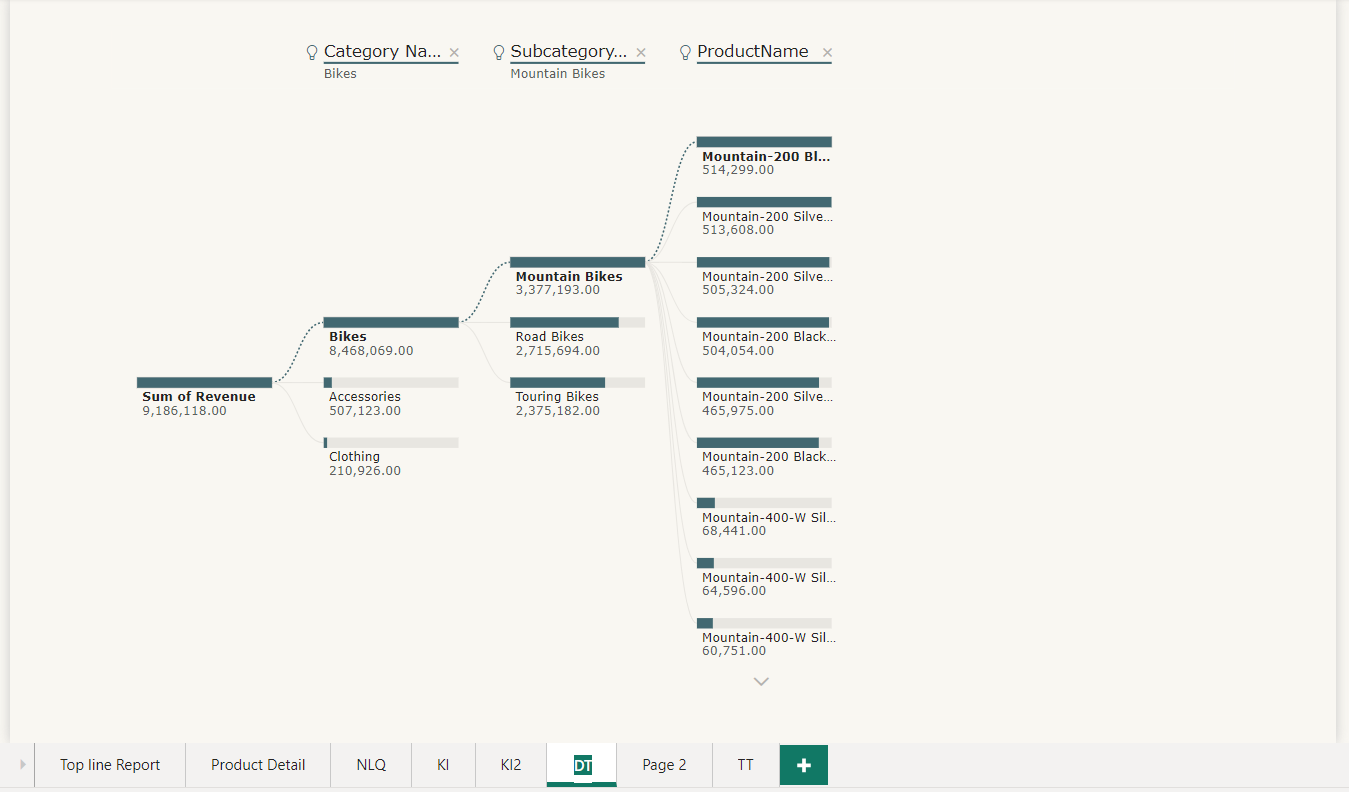 Category Na...
Bikes
Subcategory...
Mountain Bikes
ProductName
Sum of Revenue
9,186,118.00
Bikes
8,468,069.00
Accessories
507,123.00
Clothing
210,926.00
Mountain Bikes
3,377,193.00
Road Bikes
2,715,694.00
Touring Bikes
2,375,182.00
Mountain-200 Bl...
514,299.00
Mountain-200 Silve...
513,608.00
Mountain-200 Silve...
505,324.00
Mountain-200 Black...
504,054.00
Mountain-200 Silve...
465,975.00
Mountain-200 Black...
465,123.00
Mountain-400-W Sil...
68,441.00
Mountain-400-W Sil...
64,596.00
Mountain-400-W Sil...
60,751.00
Top line Report
Product Detail
NLQ
KI
KI2
DT
Page 2
TT